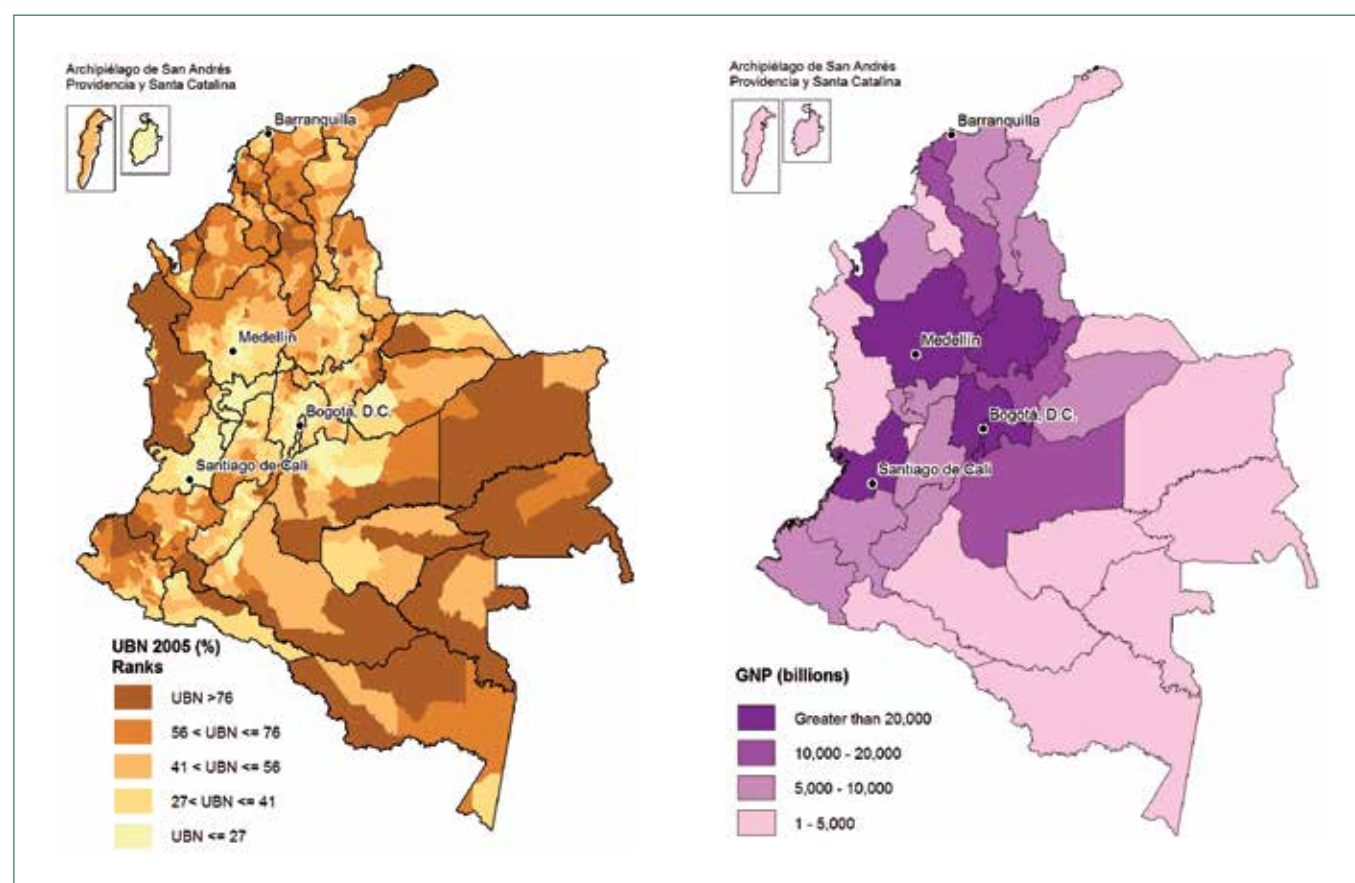 Archipiélago de San Andrés
Providencia y Santa Catalina
Barranquilla
Medellín
Bogotá, D.C.
Santiago de Cali
UBN 2005 (%)
Ranks
UBN >76
56 < UBN <= 76
41 < UBN <= 56
27< UBN <= 41
UBN <= 27
Archipiélago de San Andrés
Providencia y Santa Catalina
Barranquilla
Medellín
Bogotá, D.C.
Santiago de Cali
GNP (billions)
Greater than 20,000
10,000 - 20,000
5,000 - 10,000
1 - 5,000